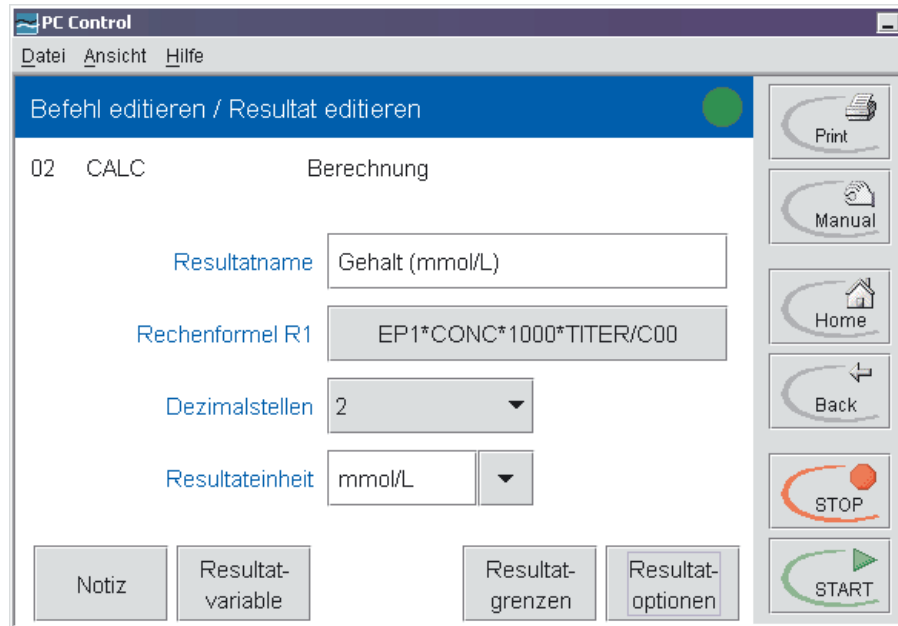 PC Control
Datei Ansicht Hilfe
Befehl editieren / Resultat editieren
02 CALC Berechnung
Resultatname Gehalt (mmol/L)
Rechenformel R1 EP1*CONC*1000*TITER/C00
Dezimalstellen 2
Resultateinheit mmol/L
Notiz
Resultat-
variable
Resultat-
grenzen
Resultat-
optionen
Print
Manual
Home
Back
STOP
START